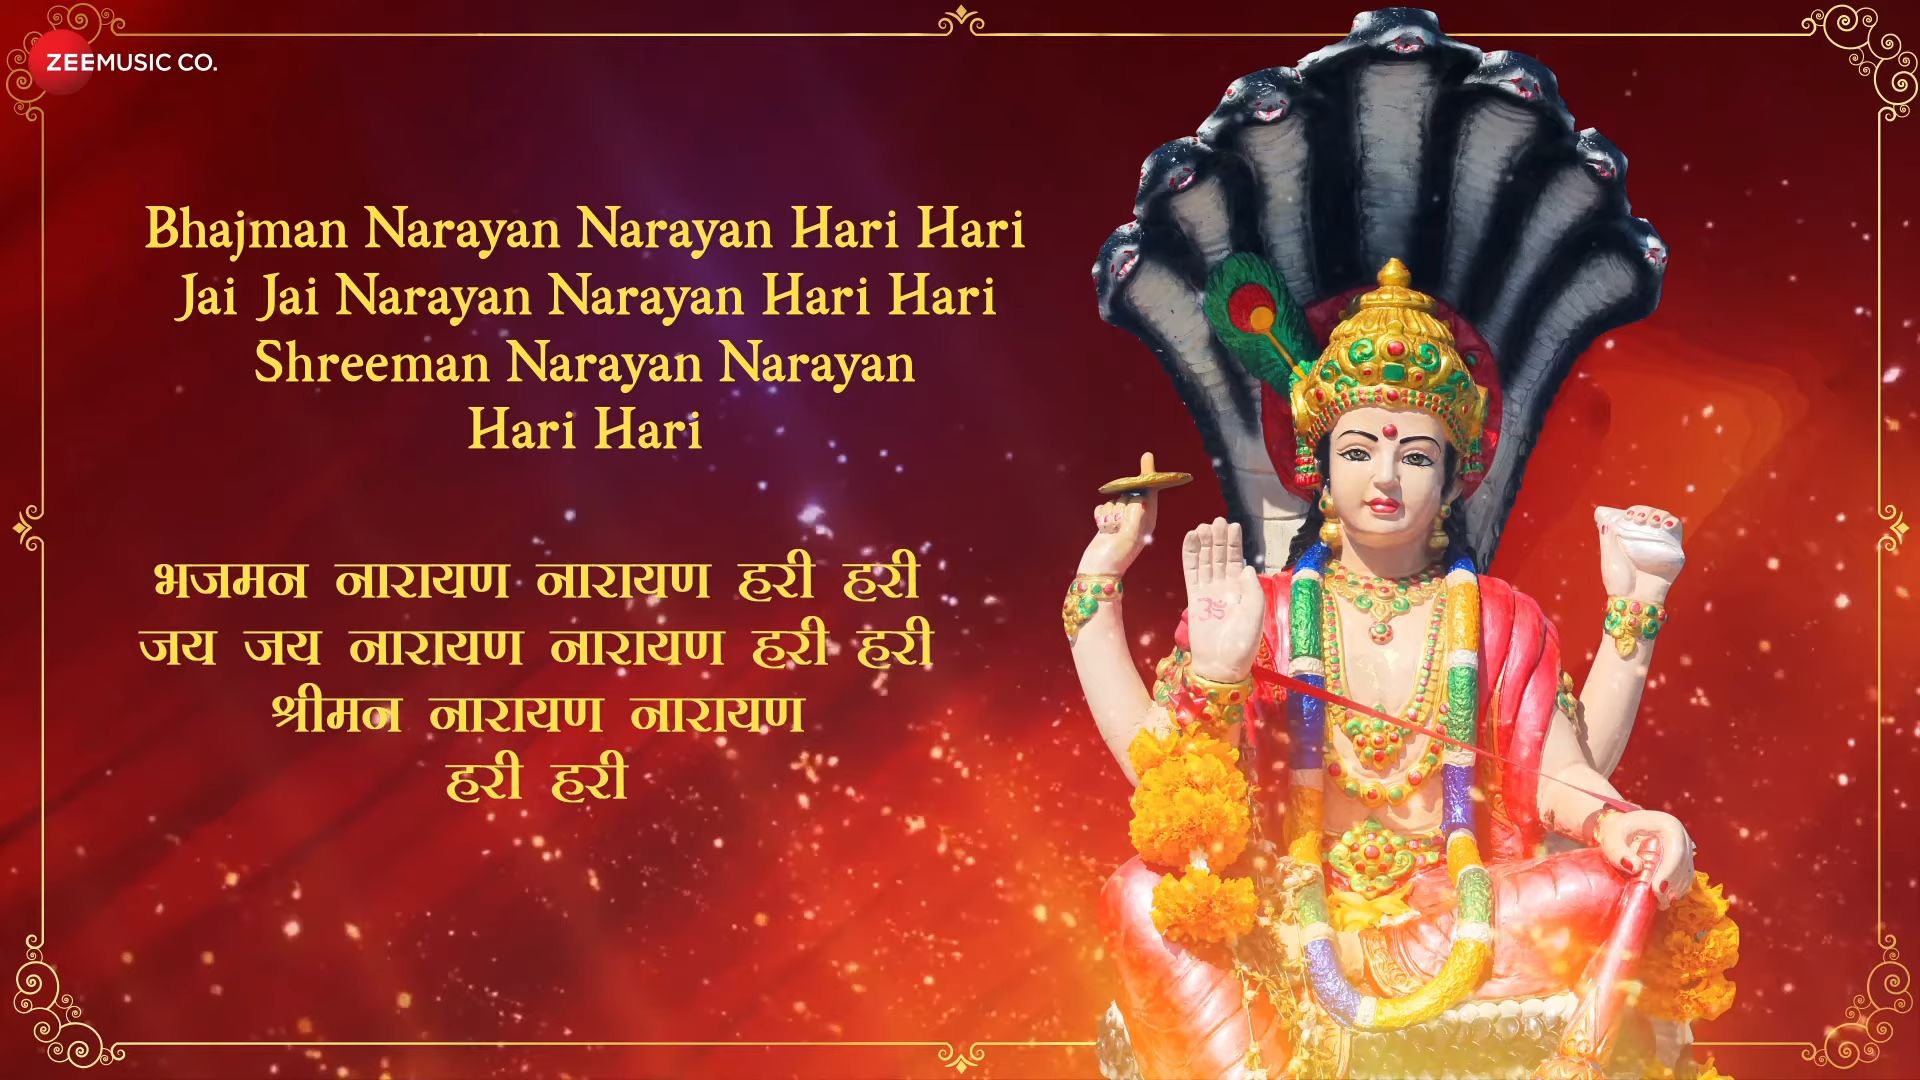 ZEEMUSIC CO.
Bhajman Narayan Narayan Hari Hari
Jai Jai Narayan Narayan Hari Hari
Shreeman Narayan Narayan
Hari Hari
भजमन नारायण नारायण हरी हरी
जय जय नारायण नारायण हरी हरी
श्रीमन नारायण नारायण
हरी हरी
ॐ